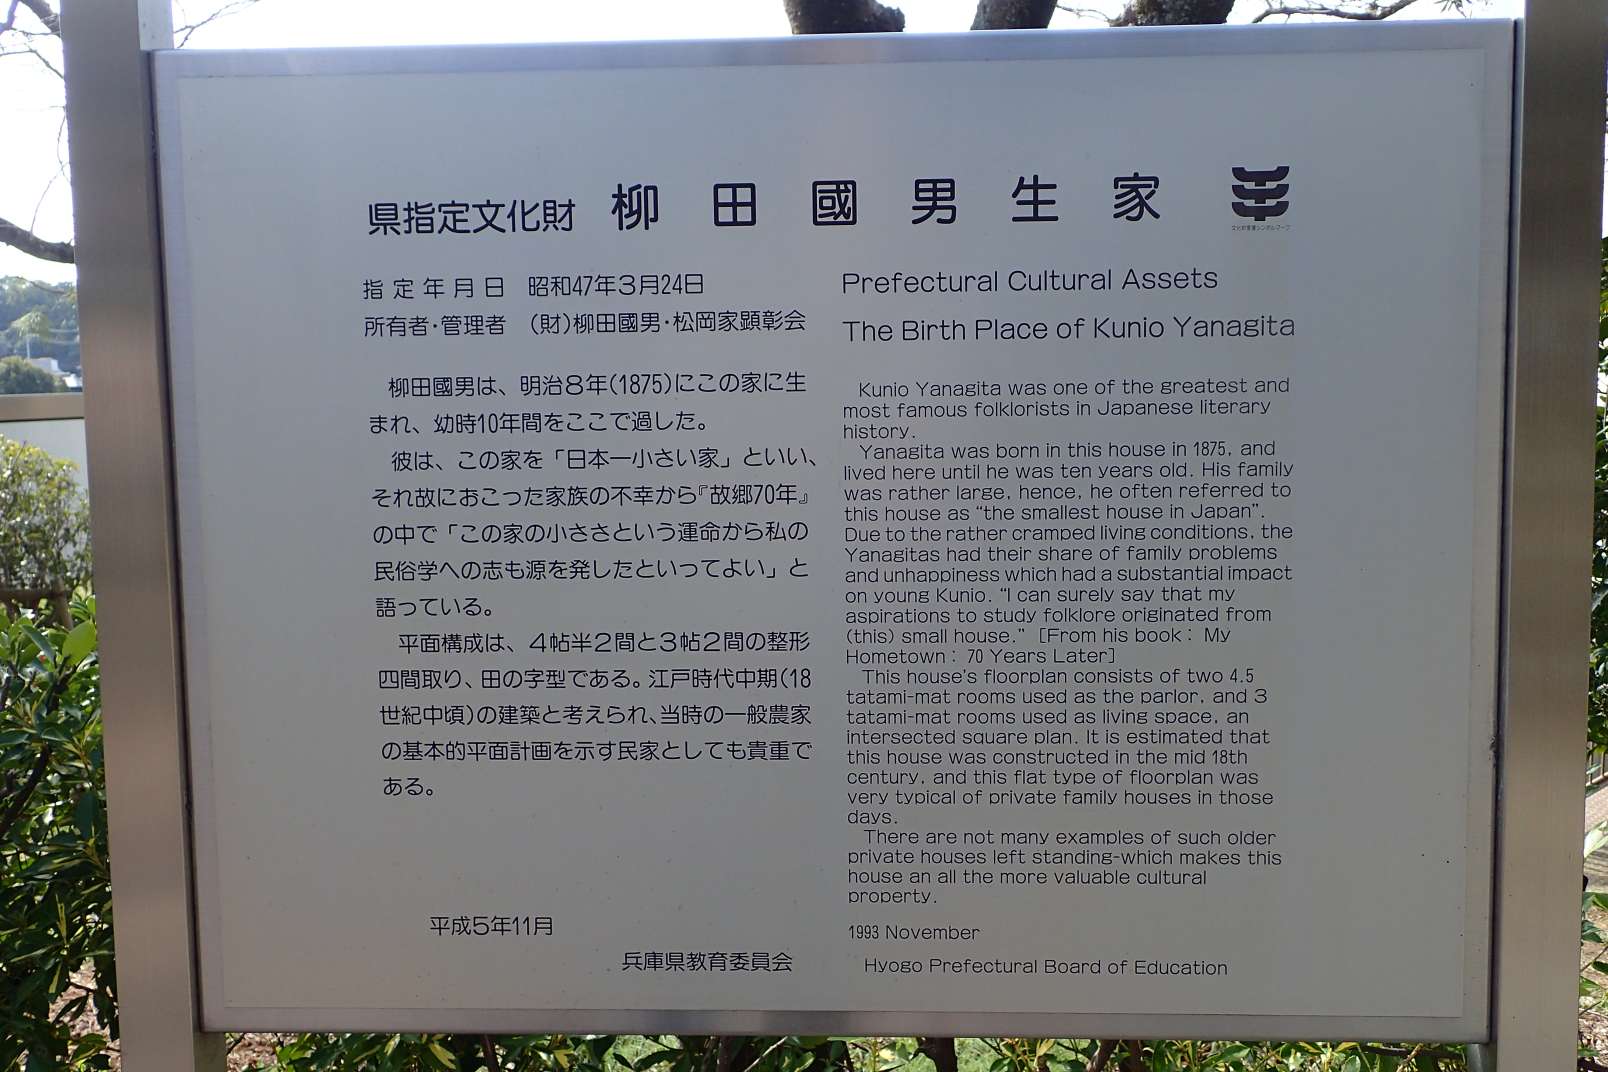 県指定文化財 柳田國男生家
文化財愛護シンボルマーク
指定年月日 昭和47年3月24日
所有者・管理者 (財)柳田國男・松岡家顕彰会
柳田國男は、明治8年(1875)にこの家に生
まれ、幼時10年間をここで過した。
彼は、この家を「日本一小さい家」といい、
それ故におこった家族の不幸から『故郷70年』
の中で「この家の小ささという運命から私の
民俗学への志も源を発したといってよい」と
語っている。
平面構成は、4帖半2間と3帖2間の整形
四間取り、田の字型である。江戸時代中期(18
世紀中頃)の建築と考えられ、当時の一般農家
の基本的平面計画を示す民家としても貴重で
ある。
平成5年11月
兵庫県教育委員会
Prefectural Cultural Assets
The Birth Place of Kunio Yanagita
Kunio Yanagita was one of the greatest and
most famous folklorists in Japanese literary
history.
Yanagita was born in this house in 1875, and
lived here until he was ten years old. His family
was rather large, hence, he often referred to
this house as “the smallest house in Japan”.
Due to the rather cramped living conditions, the
Yanagitas had their share of family problems
and unhappiness which had a substantial impact
on young Kunio. “I can surely say that my
aspirations to study folklore originated from
(this) small house.” [From his book: My
Hometown: 70 Years Later]
This house's floorplan consists of two 4.5
tatami-mat rooms used as the parlor, and 3
tatami-mat rooms used as living space, an
intersected square plan. It is estimated that
this house was constructed in the mid 18th
century, and this flat type of floorplan was
very typical of private family houses in those
days.
There are not many examples of such older
private houses left standing-which makes this
house an all the more valuable cultural
property.
1993 November
Hyogo Prefectural Board of Education